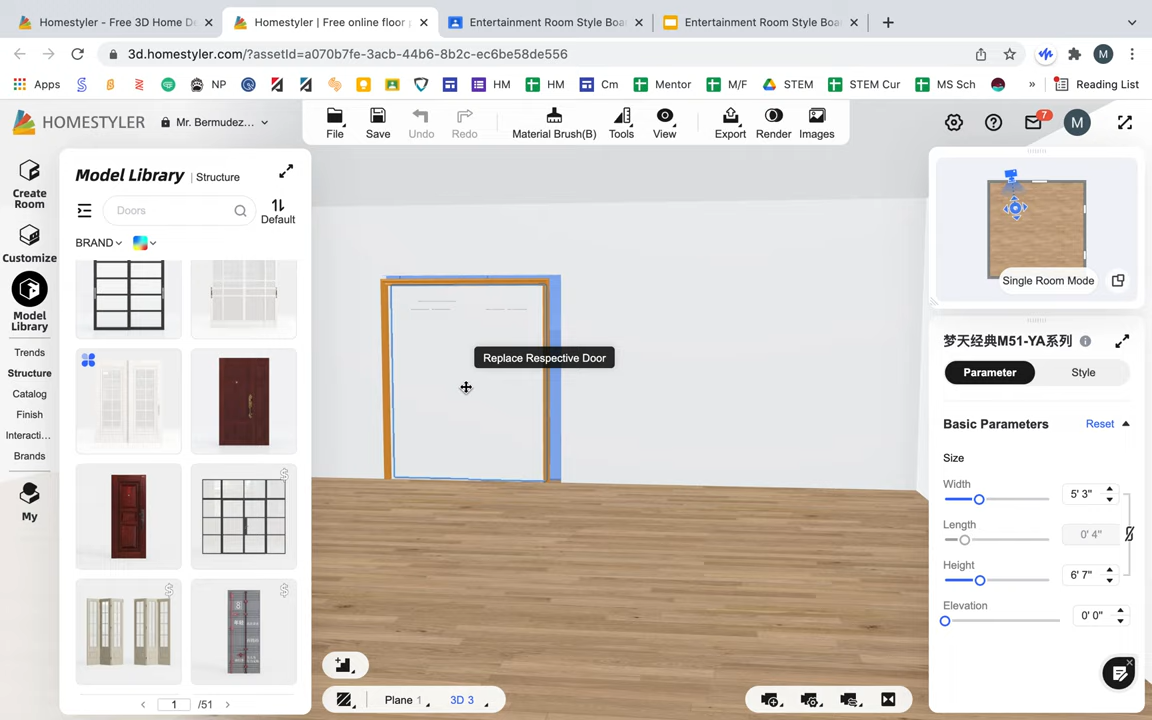 Homestyler - Free 3D Home De
Homestyler | Free online floor
Entertainment Room Style Boa
Entertainment Room Style Boa
3d.homestyler.com/?assetId=a070b7fe-3acb-44b6-8b2c-ec6be58de556
M
Apps
NP
HM
HM
Cm
Mentor
M/F
STEM
STEM Cur
MS Sch
»
Reading List
HOMESTYLER
Mr. Bermudez...
File
Save
Undo
Redo
Material Brush(B)
Tools
View
Export
Render
Images
7
M
Create Room
Customize
Model Library
Trends
Structure
Catalog
Finish
Interacti...
Brands
My
Model Library | Structure
Doors
Default
BRAND
$
$
$
1 /51
Replace Respective Door
Plane 1
3D 3
Single Room Mode
梦天经典M51-YA系列
Parameter
Style
Basic Parameters
Reset
Size
Width
5' 3"
Length
0' 4"
Height
6' 7"
Elevation
0' 0"